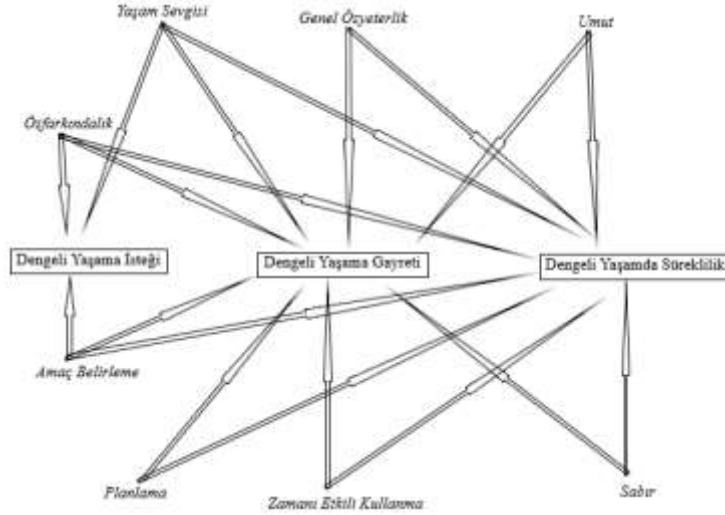 Yaşam Sevgisi
Genel Özyeterlik
Umut
Özfarkındalık
Dengeli Yaşama İsteği
Dengeli Yaşama Gayreti
Dengeli Yaşamda Süreklilik
Amaç Belirleme
Planlama
Zamanı Etkili Kullanma
Sabır